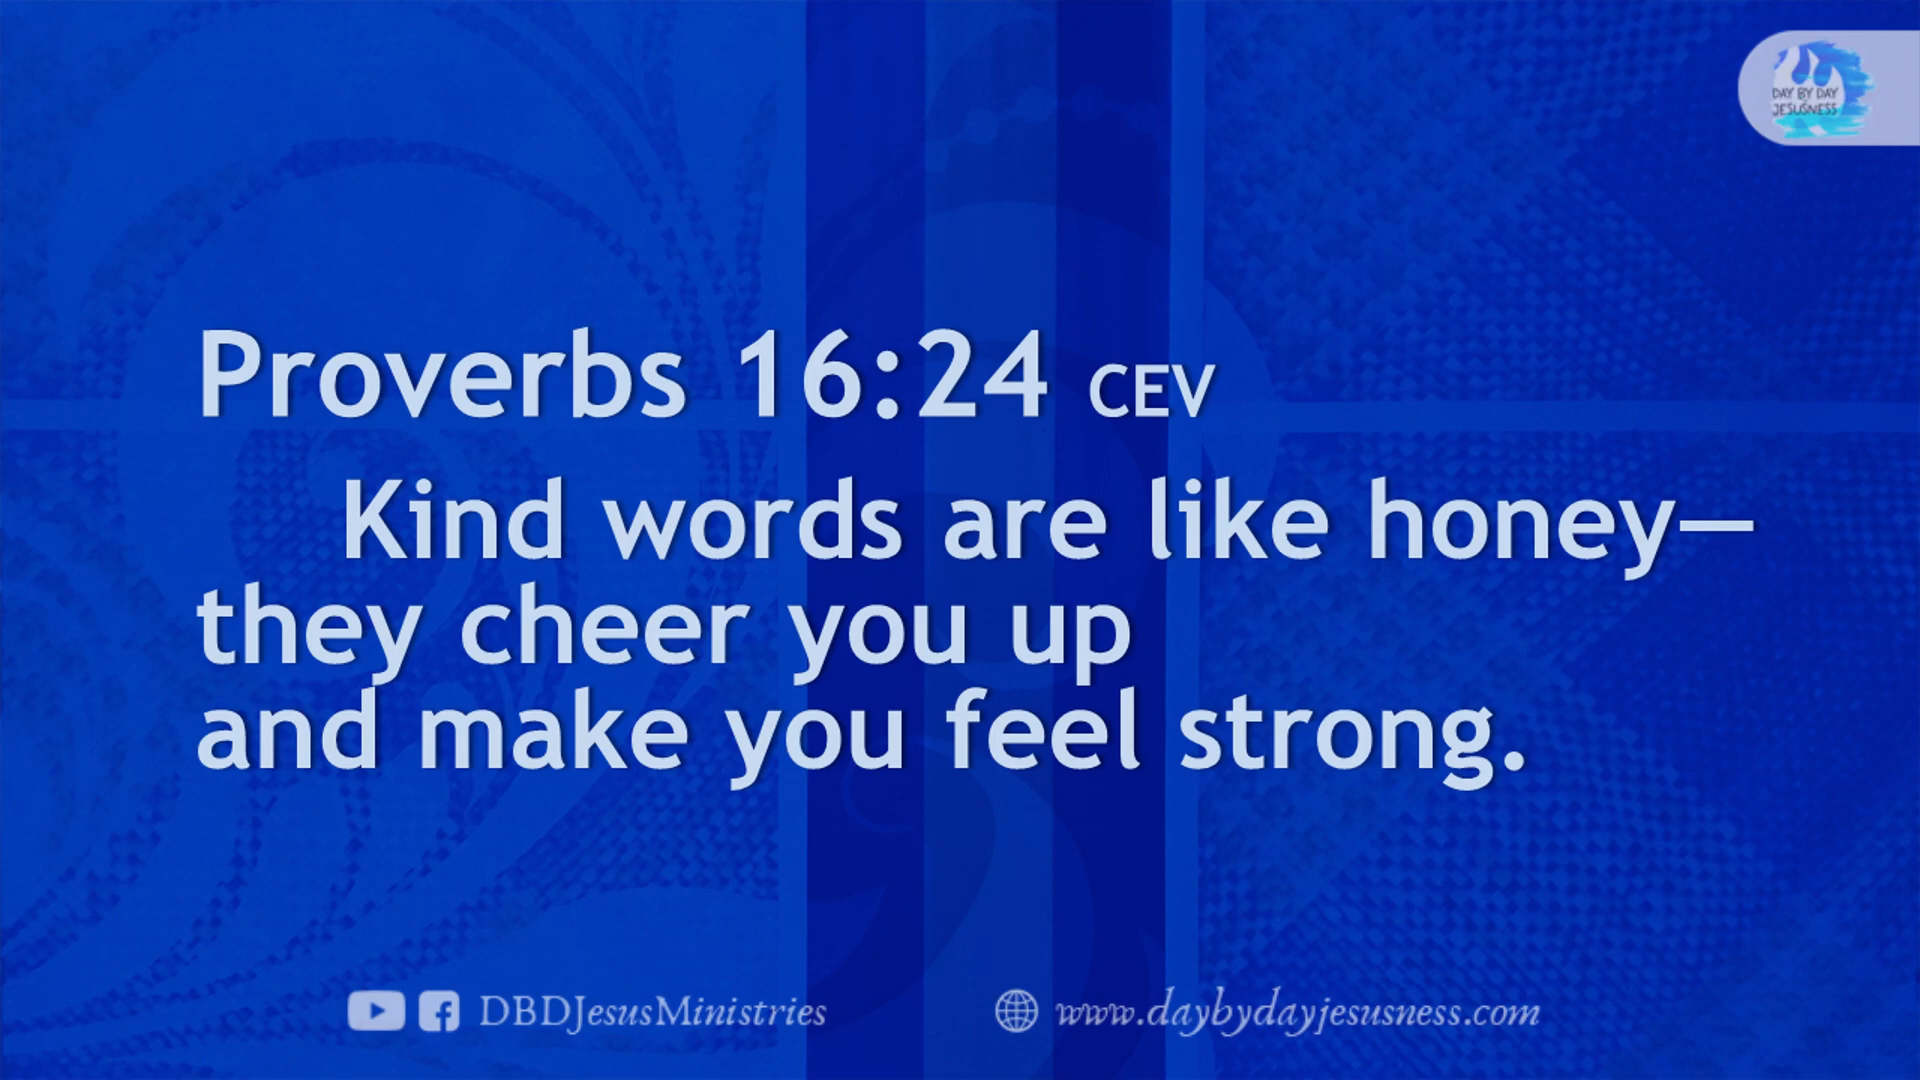 DAY BY DAY
JESUSNESS
Proverbs 16:24 CEV
Kind words are like honey—
they cheer you up
and make you feel strong.
DBDJesusMinistries
www.daybydayjesusness.com